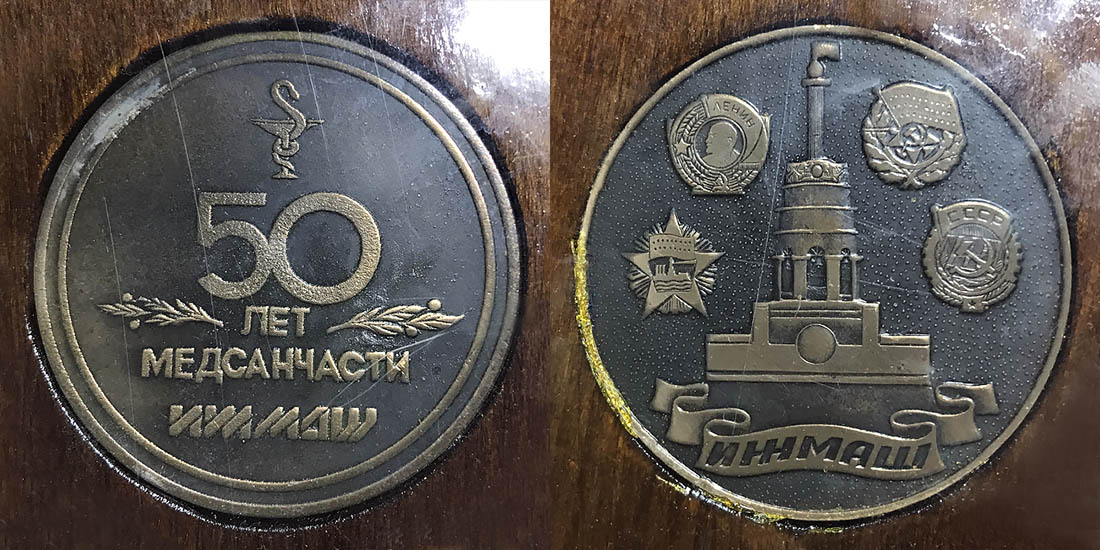 50
ЛЕТ
МЕДСАНЧАСТИ
ИЖМАШ
ЛЕНИН
СССР
ИЖМАШ